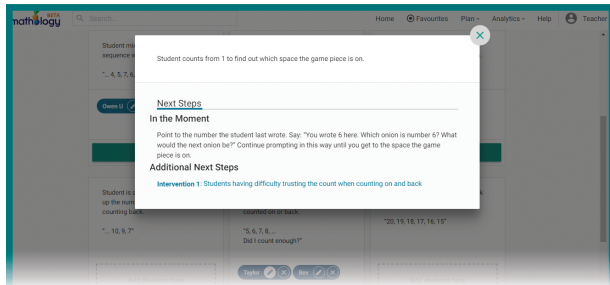 BETA
mathology
Search...
Home
Favourites
Plan
Analytics
Help
Teacher
Student
sequence
"... 4, 5, 7, 8,
Owen U
Student counts from 1 to find out which space the game piece is on.
Next Steps
In the Moment
Point to the number the student last wrote. Say: "You wrote 6 here. Which onion is number 6? What
would the next onion be?" Continue prompting in this way until you get to the space the game
piece is on.
Additional Next Steps
Intervention 1: Students having difficulty trusting the count when counting on and back
Student is
up the
counting back.
"... 10, 9, 7"
counted on or back.
"5, 6, 7, 8, ...
Did I count enough?"
"20, 19, 18, 17, 16, 15"
Taylor
Bev